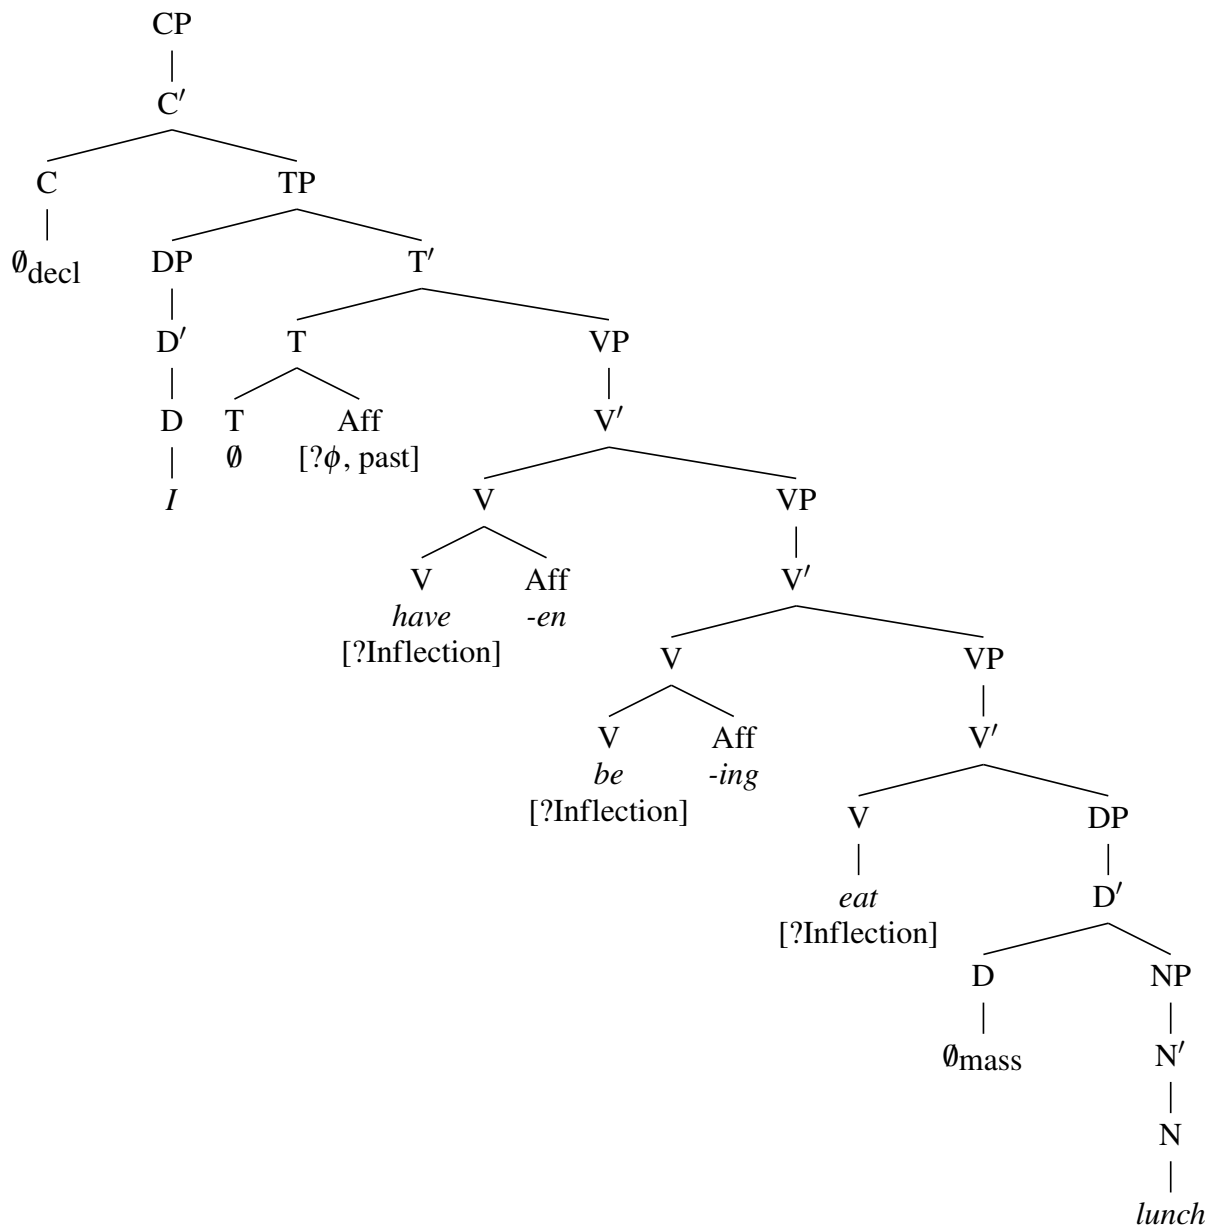 CP
C′
C TP
∅decl DP T′
D′ T VP
D T Aff V′
∅ [?ϕ, past]
I V VP
V Aff V′
have -en
[?Inflection] V VP
V Aff V′
be -ing
[?Inflection] V DP
eat D′
[?Inflection]
D NP
∅mass N′
N
lunch